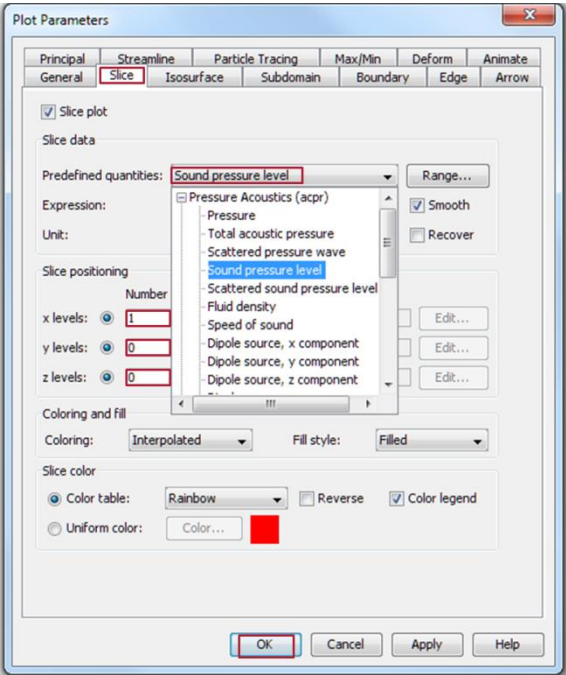 Plot Parameters
Principal Streamline Particle Tracing Max/Min Deform Animate
General Slice Isosurface Subdomain Boundary Edge Arrow
Slice plot
Slice data
Predefined quantities: Sound pressure level Range...
Pressure Acoustics (acpr)
Expression: Smooth
Pressure
Unit: Total acoustic pressure Recover
Scattered pressure wave
Slice positioning Sound pressure level
Number Scattered sound pressure level
Fluid density
x levels: 1 Speed of sound Edit...
y levels: 0 Dipole source, x component Edit...
Dipole source, y component
z levels: 0 Dipole source, z component Edit...
Coloring and fill
Coloring: Interpolated Fill style: Filled
Slice color
Color table: Rainbow Reverse Color legend
Uniform color: Color...
OK Cancel Apply Help